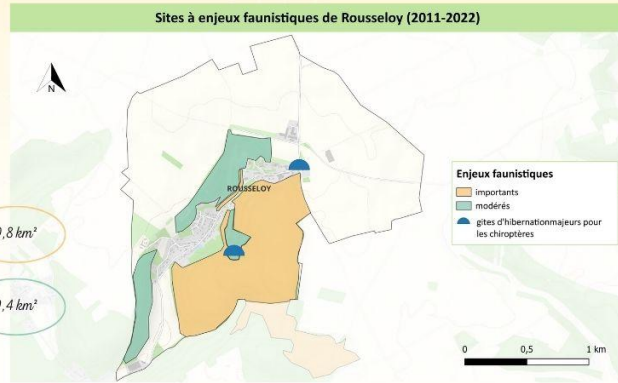 Sites à enjeux faunistiques de Rousseloy (2011-2022)
N
ROUSSELOY
,8 km²
,4 km²
Enjeux faunistiques
importants
modérés
gites d'hibernationmajeurs pour
les chiroptères
0 0,5 1 km